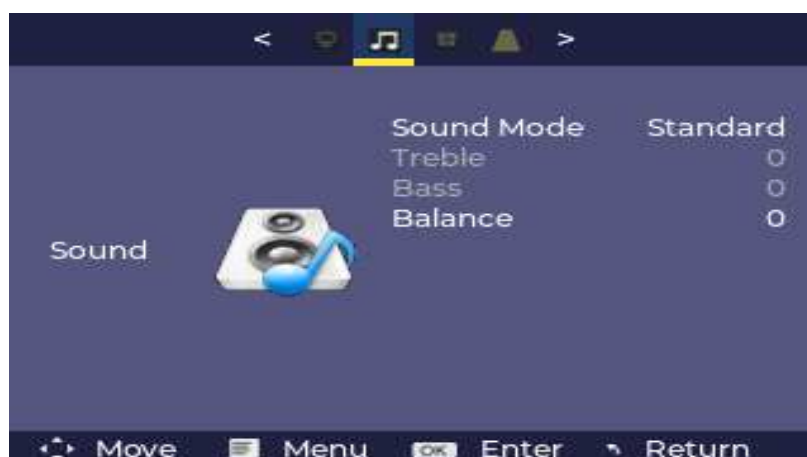 < >
Sound Mode Standard
Treble 0
Bass 0
Balance 0
Sound
Move Menu OK Enter Return